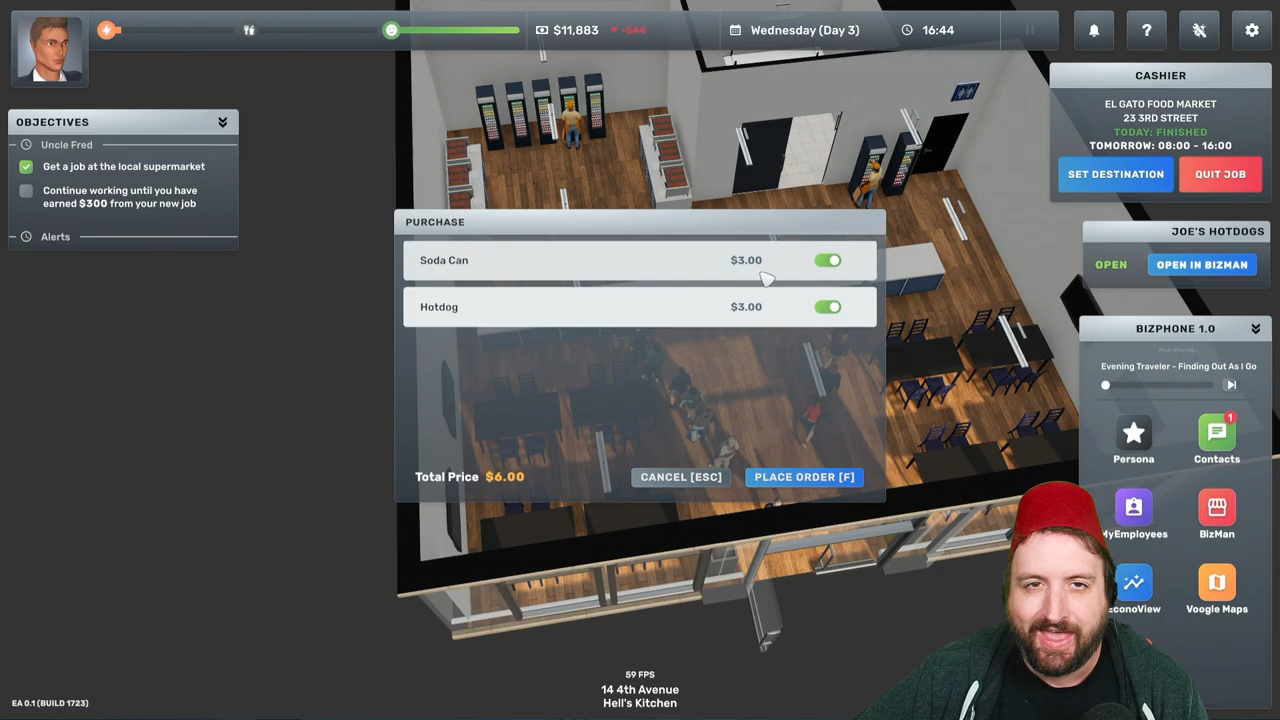 $11,883
-$44
Wednesday (Day 3)
16:44
OBJECTIVES
Uncle Fred
Get a job at the local supermarket
Continue working until you have
earned $300 from your new job
Alerts
CASHIER
EL GATO FOOD MARKET
23 3RD STREET
TODAY: FINISHED
TOMORROW: 08:00 - 16:00
SET DESTINATION
QUIT JOB
JOE'S HOTDOGS
OPEN
OPEN IN BIZMAN
PURCHASE
Soda Can
$3.00
Hotdog
$3.00
Total Price $6.00
CANCEL [ESC]
PLACE ORDER [F]
BIZPHONE 1.0
Now playing...
Evening Traveler - Finding Out As I Go
1
Persona
Contacts
MyEmployees
BizMan
EconoView
Voogle Maps
59 FPS
14 4th Avenue
Hell's Kitchen
EA 0.1 (BUILD 1723)